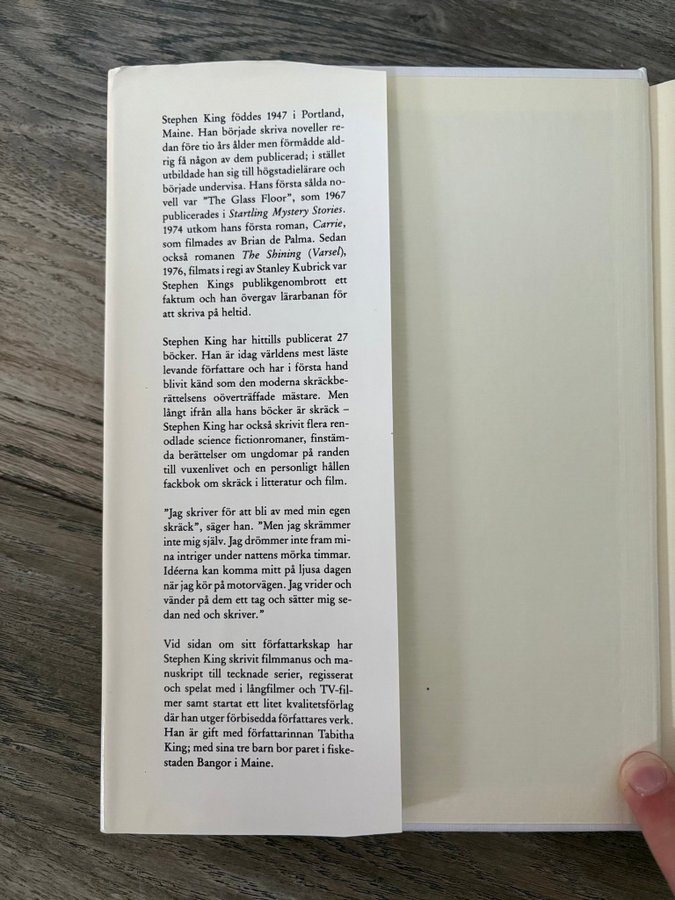 Stephen King föddes 1947 i Portland,
Maine. Han började skriva noveller re-
dan före tio års ålder men förmådde ald-
rig få någon av dem publicerad; i stället
utbildade han sig till högstadielärare och
började undervisa. Hans första sålda no-
vell var ”The Glass Floor”, som 1967
publicerades i Startling Mystery Stories.
1974 utkom hans första roman, Carrie,
som filmades av Brian de Palma. Sedan
också romanen The Shining (Varsel),
1976, filmats i regi av Stanley Kubrick var
Stephen Kings publikgenombrott ett
faktum och han övergav lärarbanan för
att skriva på heltid.
Stephen King har hittills publicerat 27
böcker. Han är idag världens mest läste
levande författare och har i första hand
blivit känd som den moderna skräckbe-
rättelsens oöverträffade mästare. Men
långt ifrån alla hans böcker är skräck –
Stephen King har också skrivit flera ren-
odlade science fictionromaner, finstäm-
da berättelser om ungdomar på randen
till vuxenlivet och en personligt hållen
fackbok om skräck i litteratur och film.
”Jag skriver för att bli av med min egen
skräck”, säger han. ”Men jag skrämmer
inte mig själv. Jag drömmer inte fram mi-
na intriger under nattens mörka timmar.
Idéerna kan komma mitt på ljusa dagen
när jag kör på motorvägen. Jag vrider och
vänder på dem ett tag och sätter mig se-
dan ned och skriver.”
Vid sidan om sitt författarkskap har
Stephen King skrivit filmmanus och ma-
nuskript till tecknade serier, regisserat
och spelat med i långfilmer och TV-fil-
mer samt startat ett litet kvalitetsförlag
där han utger förbisedda författares verk.
Han är gift med författarinnan Tabitha
King; med sina tre barn bor paret i fiske-
staden Bangor i Maine.